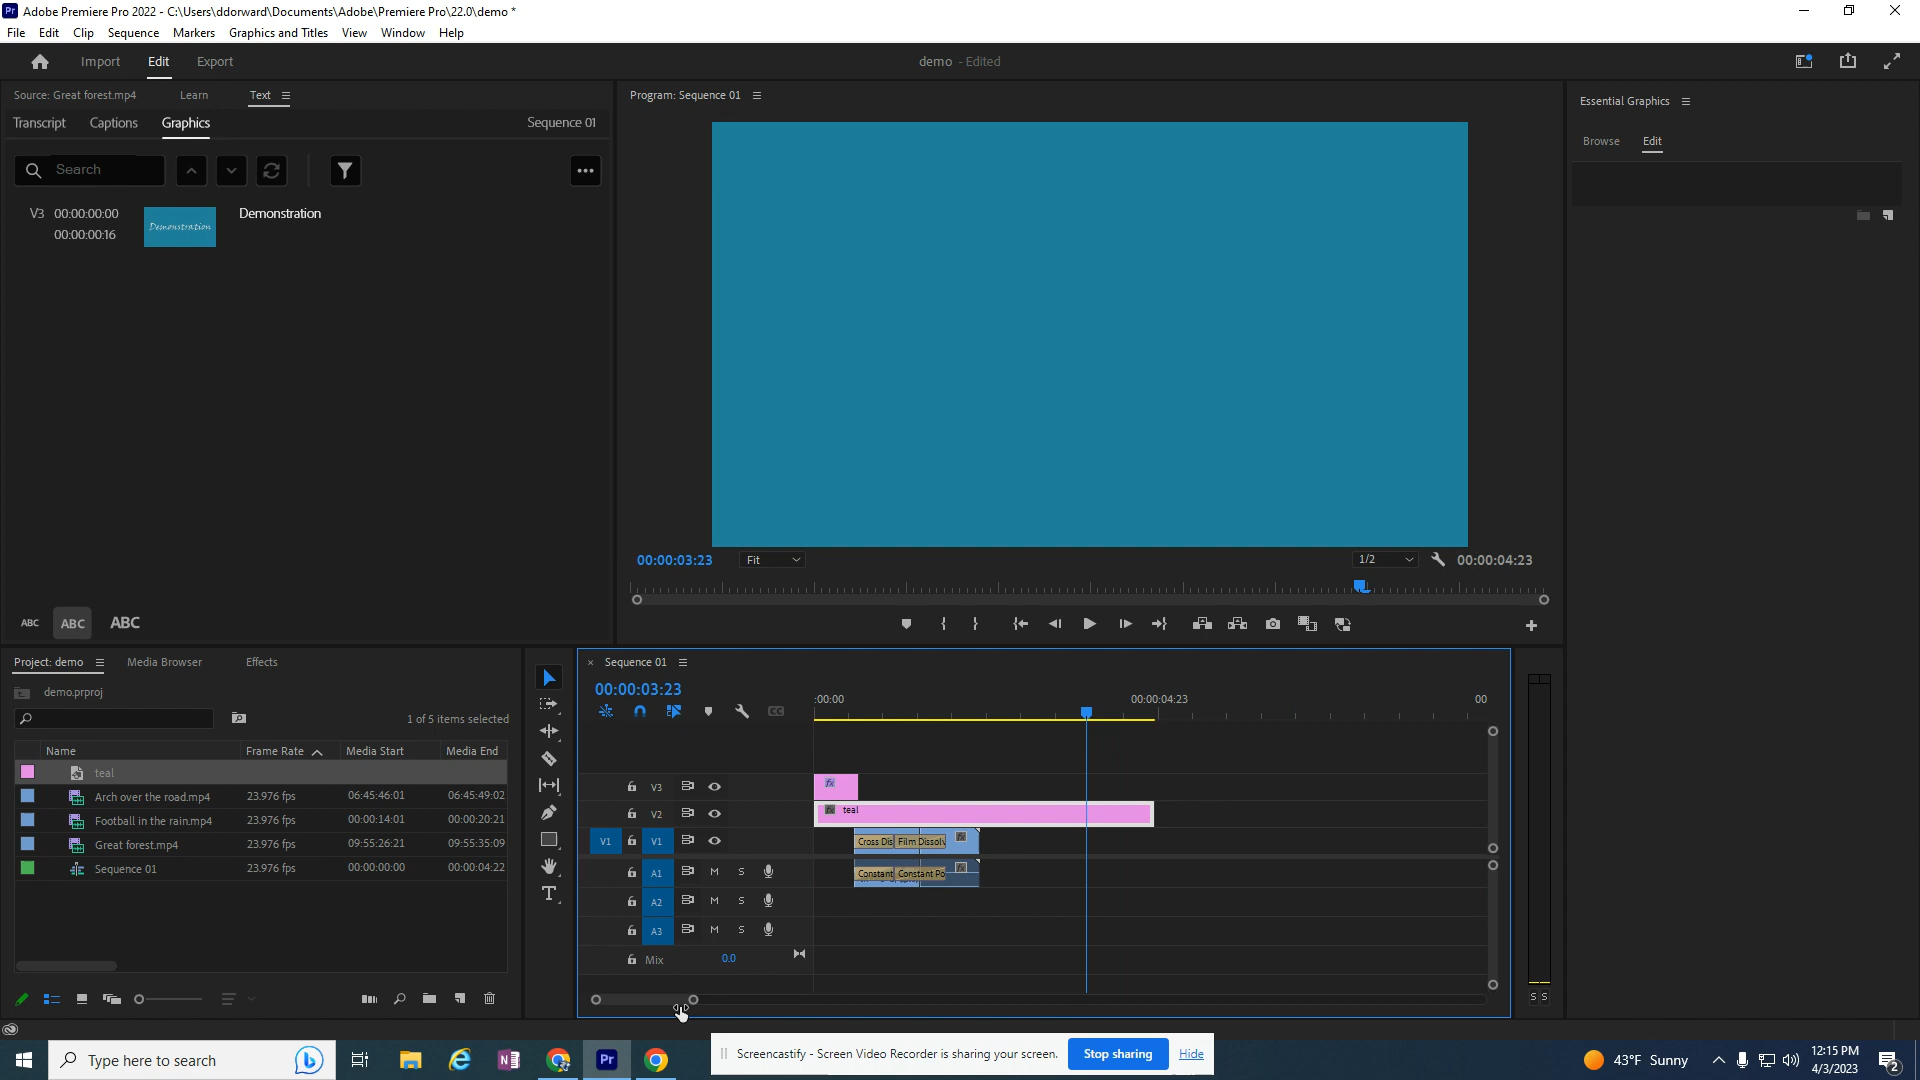 Pr Adobe Premiere Pro 2022 - C:\Users\ddorward\Documents\Adobe\Premiere Pro\22.0\demo *
File Edit Clip Sequence Markers Graphics and Titles View Window Help
Import Edit Export demo - Edited
Source: Great forest.mp4 Learn Text
Program: Sequence 01
Essential Graphics
Transcript Captions Graphics Sequence 01
Browse Edit
Search
V3 00:00:00:00 Demonstration
00:00:00:16
Demonstration
00:00:03:23 Fit 1/2 00:00:04:23
ABC ABC ABC
Project: demo Media Browser Effects
Sequence 01
demo.prproj
00:00:03:23
:00:00 00:00:04:23 00
1 of 5 items selected
Name Frame Rate Media Start Media End
teal
Arch over the road.mp4 23.976 fps 06:45:46:01 06:45:49:02
Football in the rain.mp4 23.976 fps 00:00:14:01 00:00:20:21
Great forest.mp4 23.976 fps 09:55:26:21 09:55:35:09
Sequence 01 23.976 fps 00:00:00:00 00:00:04:22
CC
V3 fx
V2 fx teal
V1 V1 Cross Dis Film Dissolv fx
A1 M S Constant Constant Po fx
A2 M S
A3 M S
Mix 0.0
S S
Type here to search
Pr
Screencastify - Screen Video Recorder is sharing your screen. Stop sharing Hide
43°F Sunny
12:15 PM
4/3/2023
2